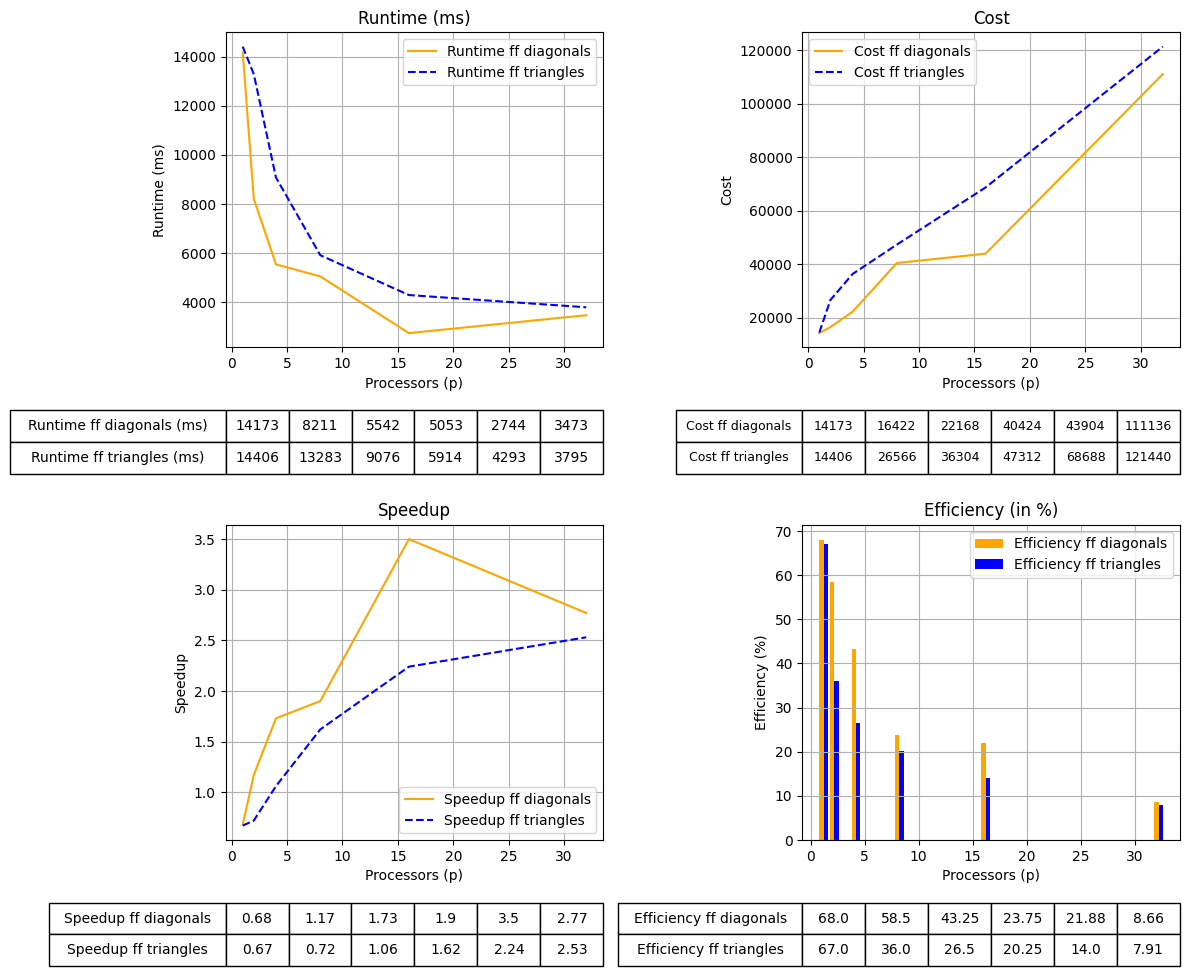 Runtime (ms)
14000
12000
10000
8000
6000
4000
Runtime (ms)
Runtime ff diagonals
Runtime ff triangles
0 5 10 15 20 25 30
Processors (p)
Runtime ff diagonals (ms) 14173 8211 5542 5053 2744 3473
Runtime ff triangles (ms) 14406 13283 9076 5914 4293 3795
Cost
120000
100000
80000
60000
40000
20000
Cost
Cost ff diagonals
Cost ff triangles
0 5 10 15 20 25 30
Processors (p)
Cost ff diagonals 14173 16422 22168 40424 43904 111136
Cost ff triangles 14406 26566 36304 47312 68688 121440
Speedup
3.5
3.0
2.5
2.0
1.5
1.0
Speedup
Speedup ff diagonals
Speedup ff triangles
0 5 10 15 20 25 30
Processors (p)
Speedup ff diagonals 0.68 1.17 1.73 1.9 3.5 2.77
Speedup ff triangles 0.67 0.72 1.06 1.62 2.24 2.53
Efficiency (in %)
70
60
50
40
30
20
10
0
Efficiency (%)
Efficiency ff diagonals
Efficiency ff triangles
0 5 10 15 20 25 30
Processors (p)
Efficiency ff diagonals 68.0 58.5 43.25 23.75 21.88 8.66
Efficiency ff triangles 67.0 36.0 26.5 20.25 14.0 7.91